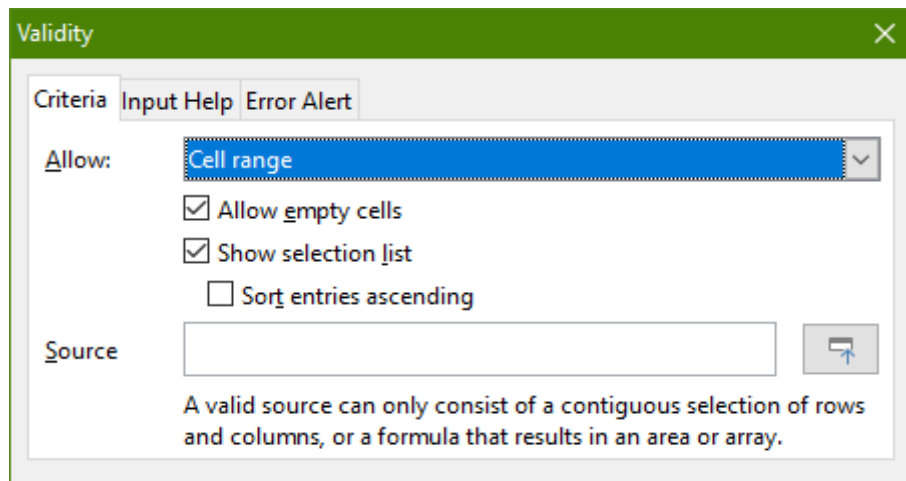 Validity
Criteria Input Help Error Alert
Allow: Cell range
Allow empty cells
Show selection list
Sort entries ascending
Source
A valid source can only consist of a contiguous selection of rows
and columns, or a formula that results in an area or array.